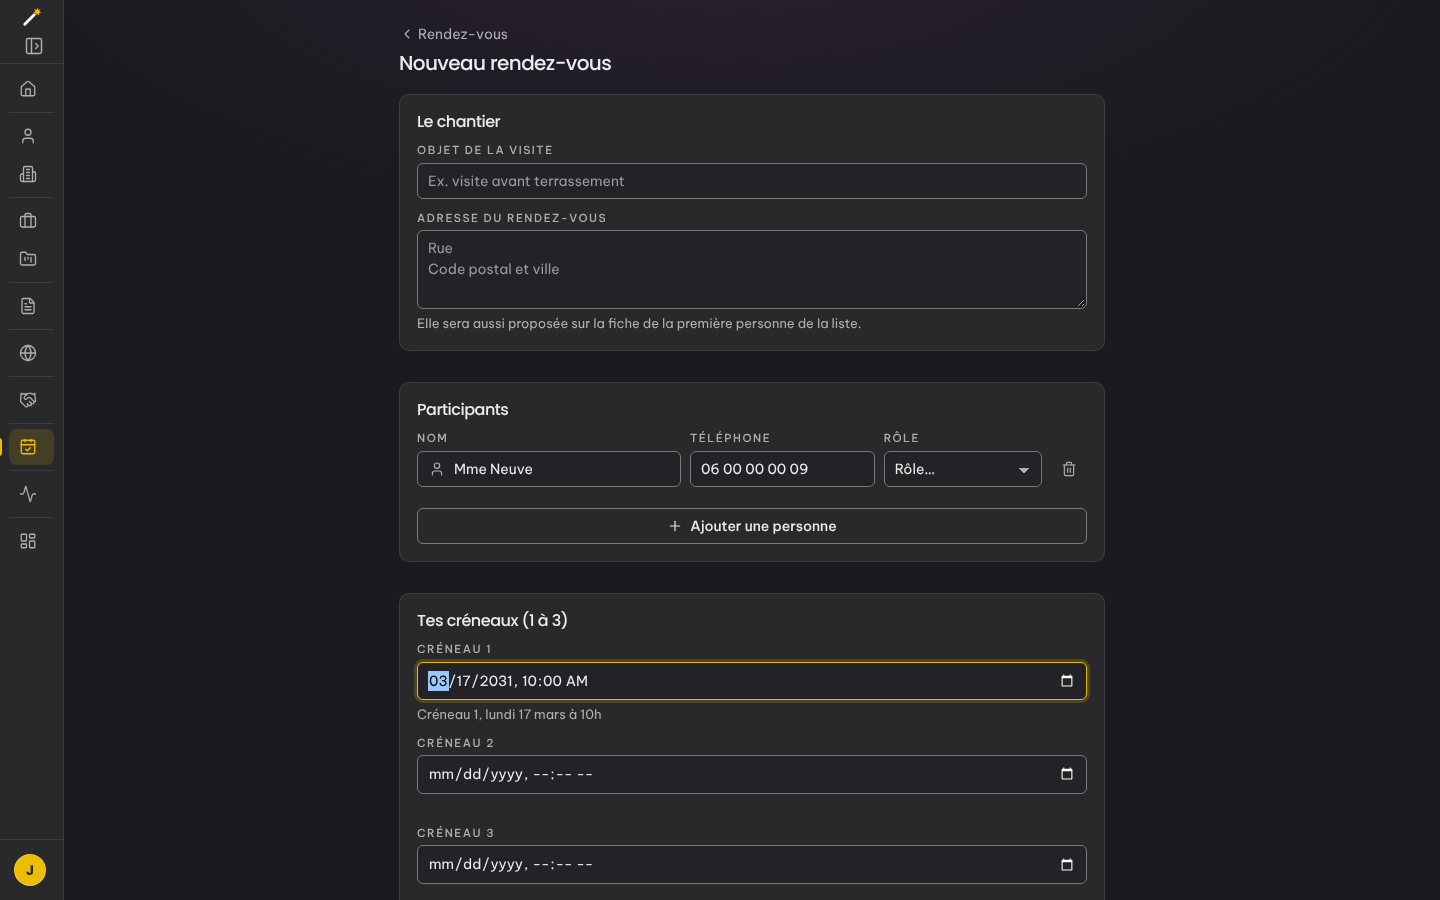 Rendez-vous
Nouveau rendez-vous
Le chantier
OBJET DE LA VISITE
Ex. visite avant terrassement
ADRESSE DU RENDEZ-VOUS
Rue
Code postal et ville
Elle sera aussi proposée sur la fiche de la première personne de la liste.
Participants
NOM TÉLÉPHONE RÔLE
Mme Neuve 06 00 00 00 09 Rôle...
Ajouter une personne
Tes créneaux (1 à 3)
CRÉNEAU 1
03/17/2031, 10:00 AM
Créneau 1, lundi 17 mars à 10h
CRÉNEAU 2
mm/dd/yyyy, --:-- --
CRÉNEAU 3
mm/dd/yyyy, --:-- --
J